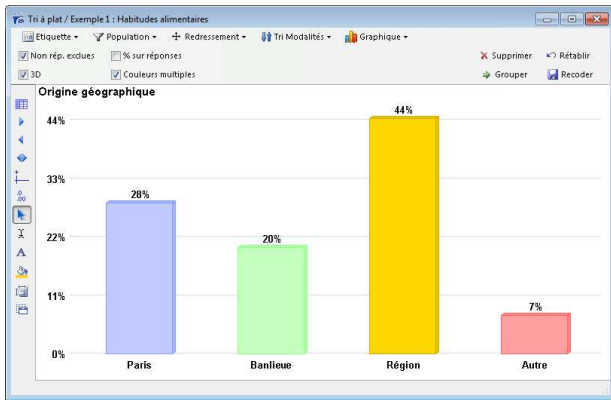 Tri à plat / Exemple 1 : Habitudes alimentaires
Etiquette Population Redressement Tri Modalités Graphique
Non rép. exclues % sur réponses Supprimer Rétablir
3D Couleurs multiples Grouper Recoder
Origine géographique
44%
44%
33%
28%
22%
20%
11%
7%
0%
Paris Banlieue Région Autre